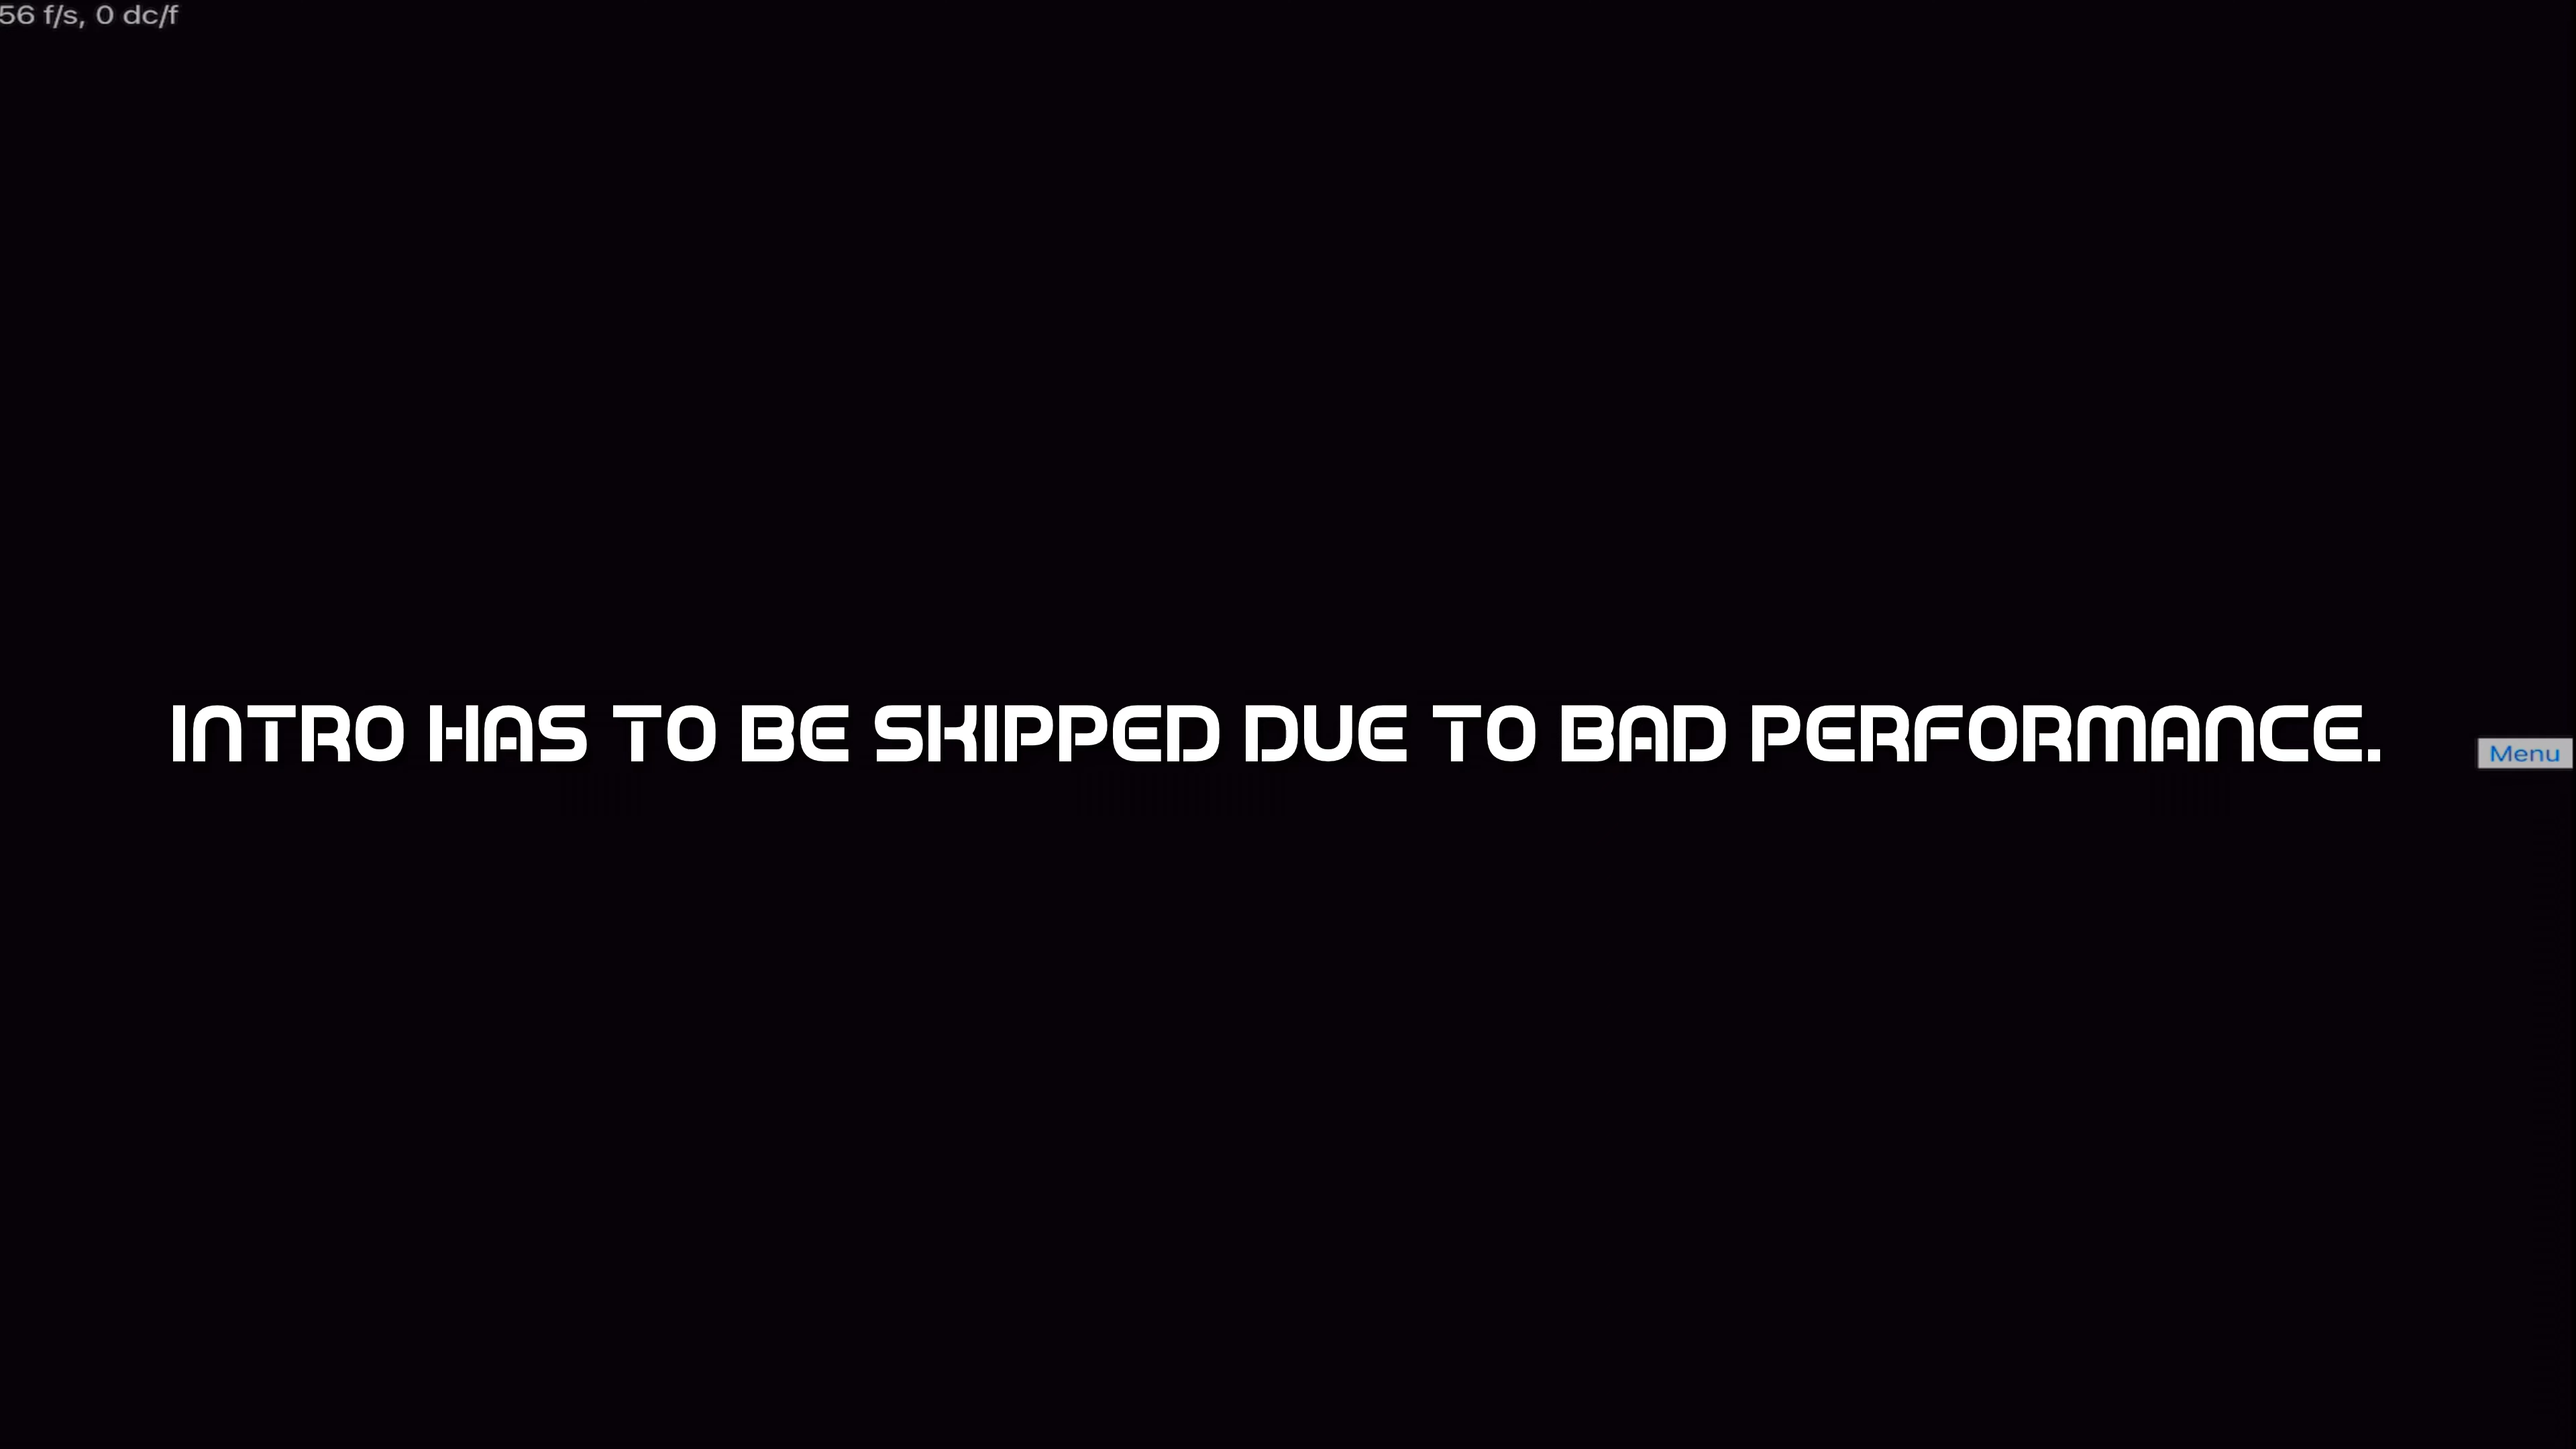 56 f/s, 0 dc/f
INTRO HAS TO BE SKIPPED DUE TO BAD PERFORMANCE.
Menu